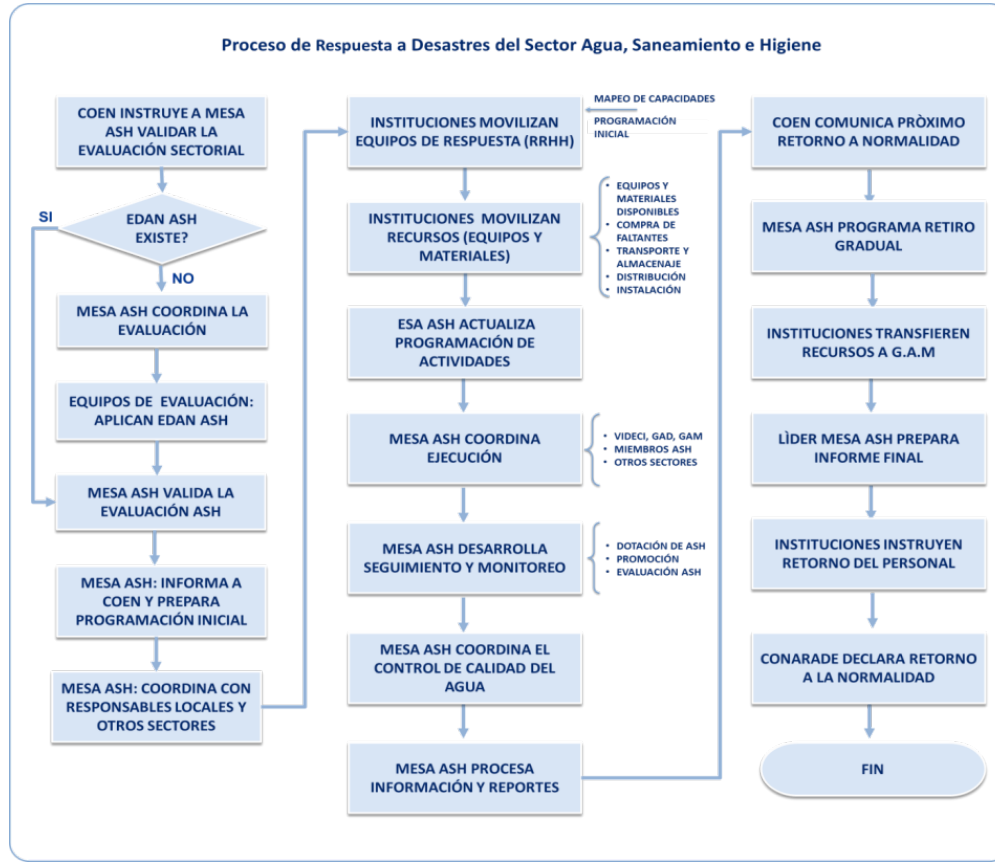 Proceso de Respuesta a Desastres del Sector Agua, Saneamiento e Higiene
COEN INSTRUYE A MESA
ASH VALIDAR LA
EVALUACIÓN SECTORIAL
SI
EDAN ASH
EXISTE?
NO
MESA ASH COORDINA LA
EVALUACIÓN
EQUIPOS DE EVALUACIÓN:
APLICAN EDAN ASH
MESA ASH VALIDA LA
EVALUACIÓN ASH
MESA ASH: INFORMA A
COEN Y PREPARA
PROGRAMACIÓN INICIAL
MESA ASH: COORDINA CON
RESPONSABLES LOCALES Y
OTROS SECTORES
INSTITUCIONES MOVILIZAN
EQUIPOS DE RESPUESTA (RRHH)
MAPEO DE CAPACIDADES
PROGRAMACIÓN
INICIAL
INSTITUCIONES MOVILIZAN
RECURSOS (EQUIPOS Y
MATERIALES)
• EQUIPOS Y
MATERIALES
DISPONIBLES
• COMPRA DE
FALTANTES
• TRANSPORTE Y
ALMACENAJE
• DISTRIBUCIÓN
• INSTALACIÓN
ESA ASH ACTUALIZA
PROGRAMACIÓN DE
ACTIVIDADES
MESA ASH COORDINA
EJECUCIÓN
• VIDECI, GAD, GAM
• MIEMBROS ASH
• OTROS SECTORES
MESA ASH DESARROLLA
SEGUIMIENTO Y MONITOREO
• DOTACIÓN DE ASH
• PROMOCIÓN
• EVALUACIÓN ASH
MESA ASH COORDINA EL
CONTROL DE CALIDAD DEL
AGUA
MESA ASH PROCESA
INFORMACIÓN Y REPORTES
COEN COMUNICA PRÒXIMO
RETORNO A NORMALIDAD
MESA ASH PROGRAMA RETIRO
GRADUAL
INSTITUCIONES TRANSFIEREN
RECURSOS A G.A.M
LÌDER MESA ASH PREPARA
INFORME FINAL
INSTITUCIONES INSTRUYEN
RETORNO DEL PERSONAL
CONARADE DECLARA RETORNO
A LA NORMALIDAD
FIN